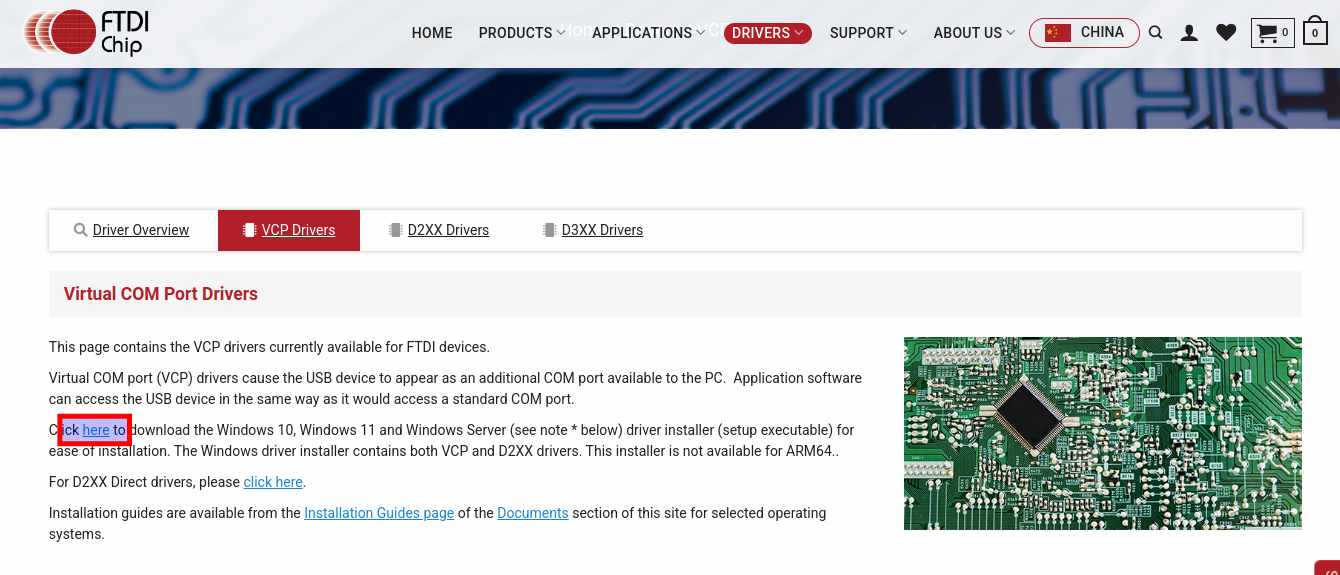 FTDI
Chip
HOME PRODUCTS APPLICATIONS DRIVERS SUPPORT ABOUT US CHINA 0 0
Driver Overview VCP Drivers D2XX Drivers D3XX Drivers
Virtual COM Port Drivers
This page contains the VCP drivers currently available for FTDI devices.
Virtual COM port (VCP) drivers cause the USB device to appear as an additional COM port available to the PC.  Application software
can access the USB device in the same way as it would access a standard COM port.
Click here to download the Windows 10, Windows 11 and Windows Server (see note * below) driver installer (setup executable) for
ease of installation. The Windows driver installer contains both VCP and D2XX drivers. This installer is not available for ARM64..
For D2XX Direct drivers, please click here.
Installation guides are available from the Installation Guides page of the Documents section of this site for selected operating
systems.